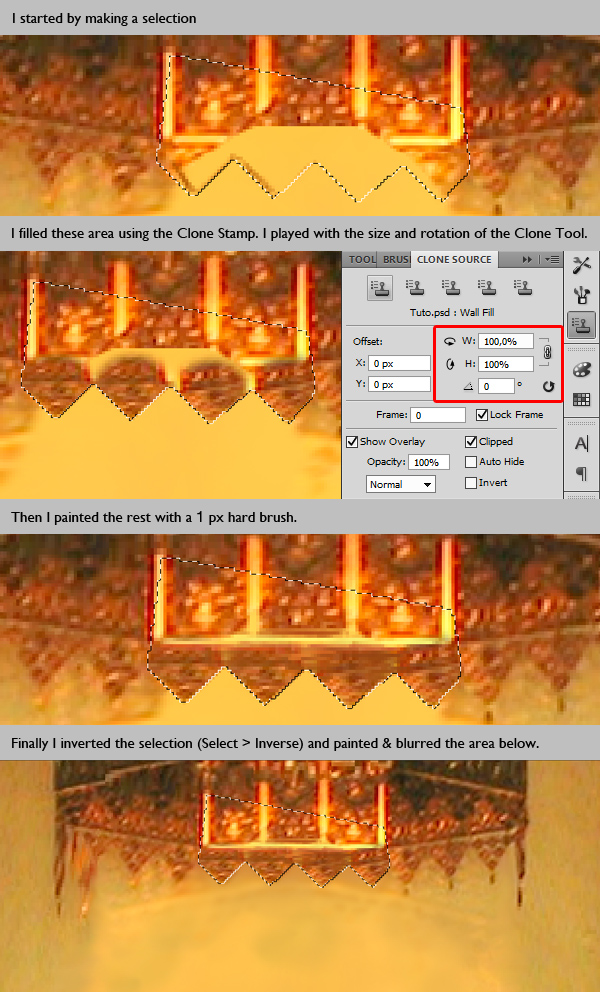 I started by making a selection
I filled these area using the Clone Stamp. I played with the size and rotation of the Clone Tool.
TOOL BRUSI CLONE SOURCE
Tuto.psd : Wall Fill
Offset:
X: 0 px
Y: 0 px
W: 100,0%
H: 100%
0 °
Frame: 0
Lock Frame
Show Overlay
Clipped
Opacity: 100%
Auto Hide
Normal
Invert
Then I painted the rest with a 1 px hard brush.
Finally I inverted the selection (Select > Inverse) and painted & blurred the area below.